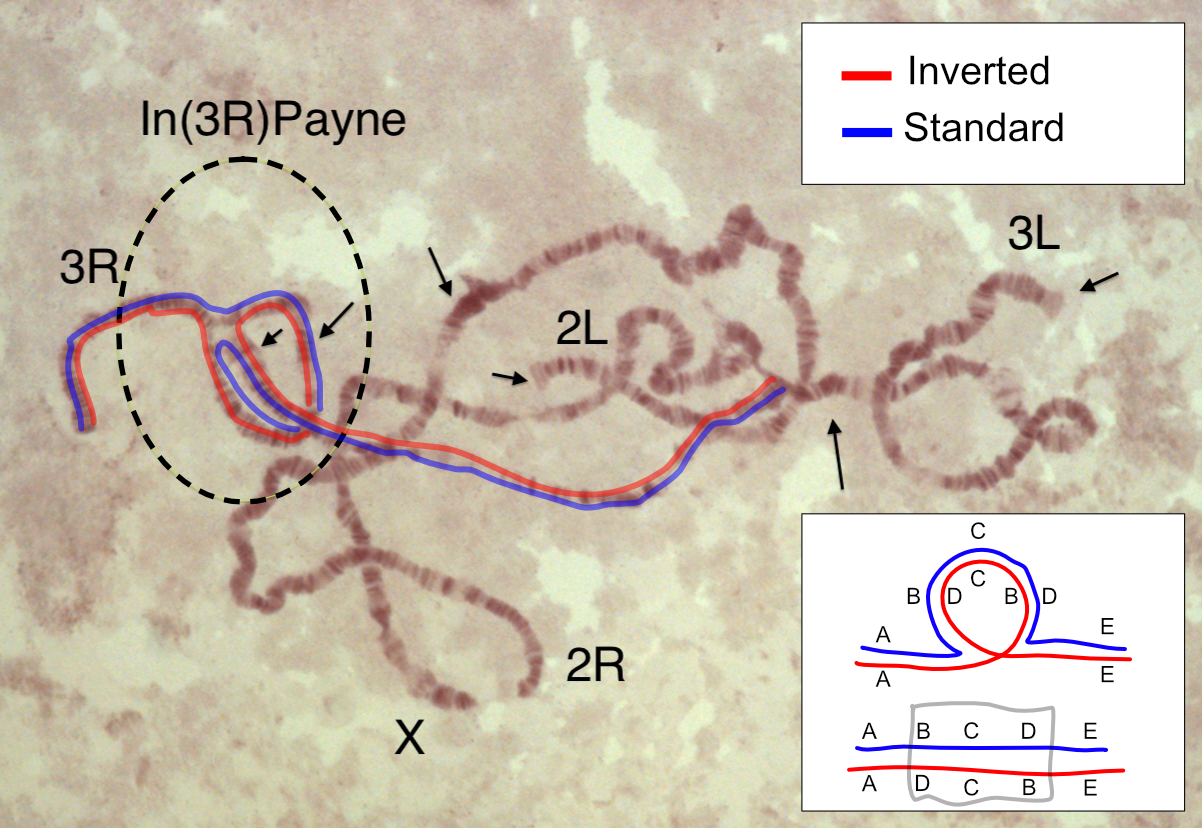 In(3R)Payne
Inverted
Standard
3R
3L
2L
2R
X
C
C
B D B D
A E
A E
A B C D E
A D C B E